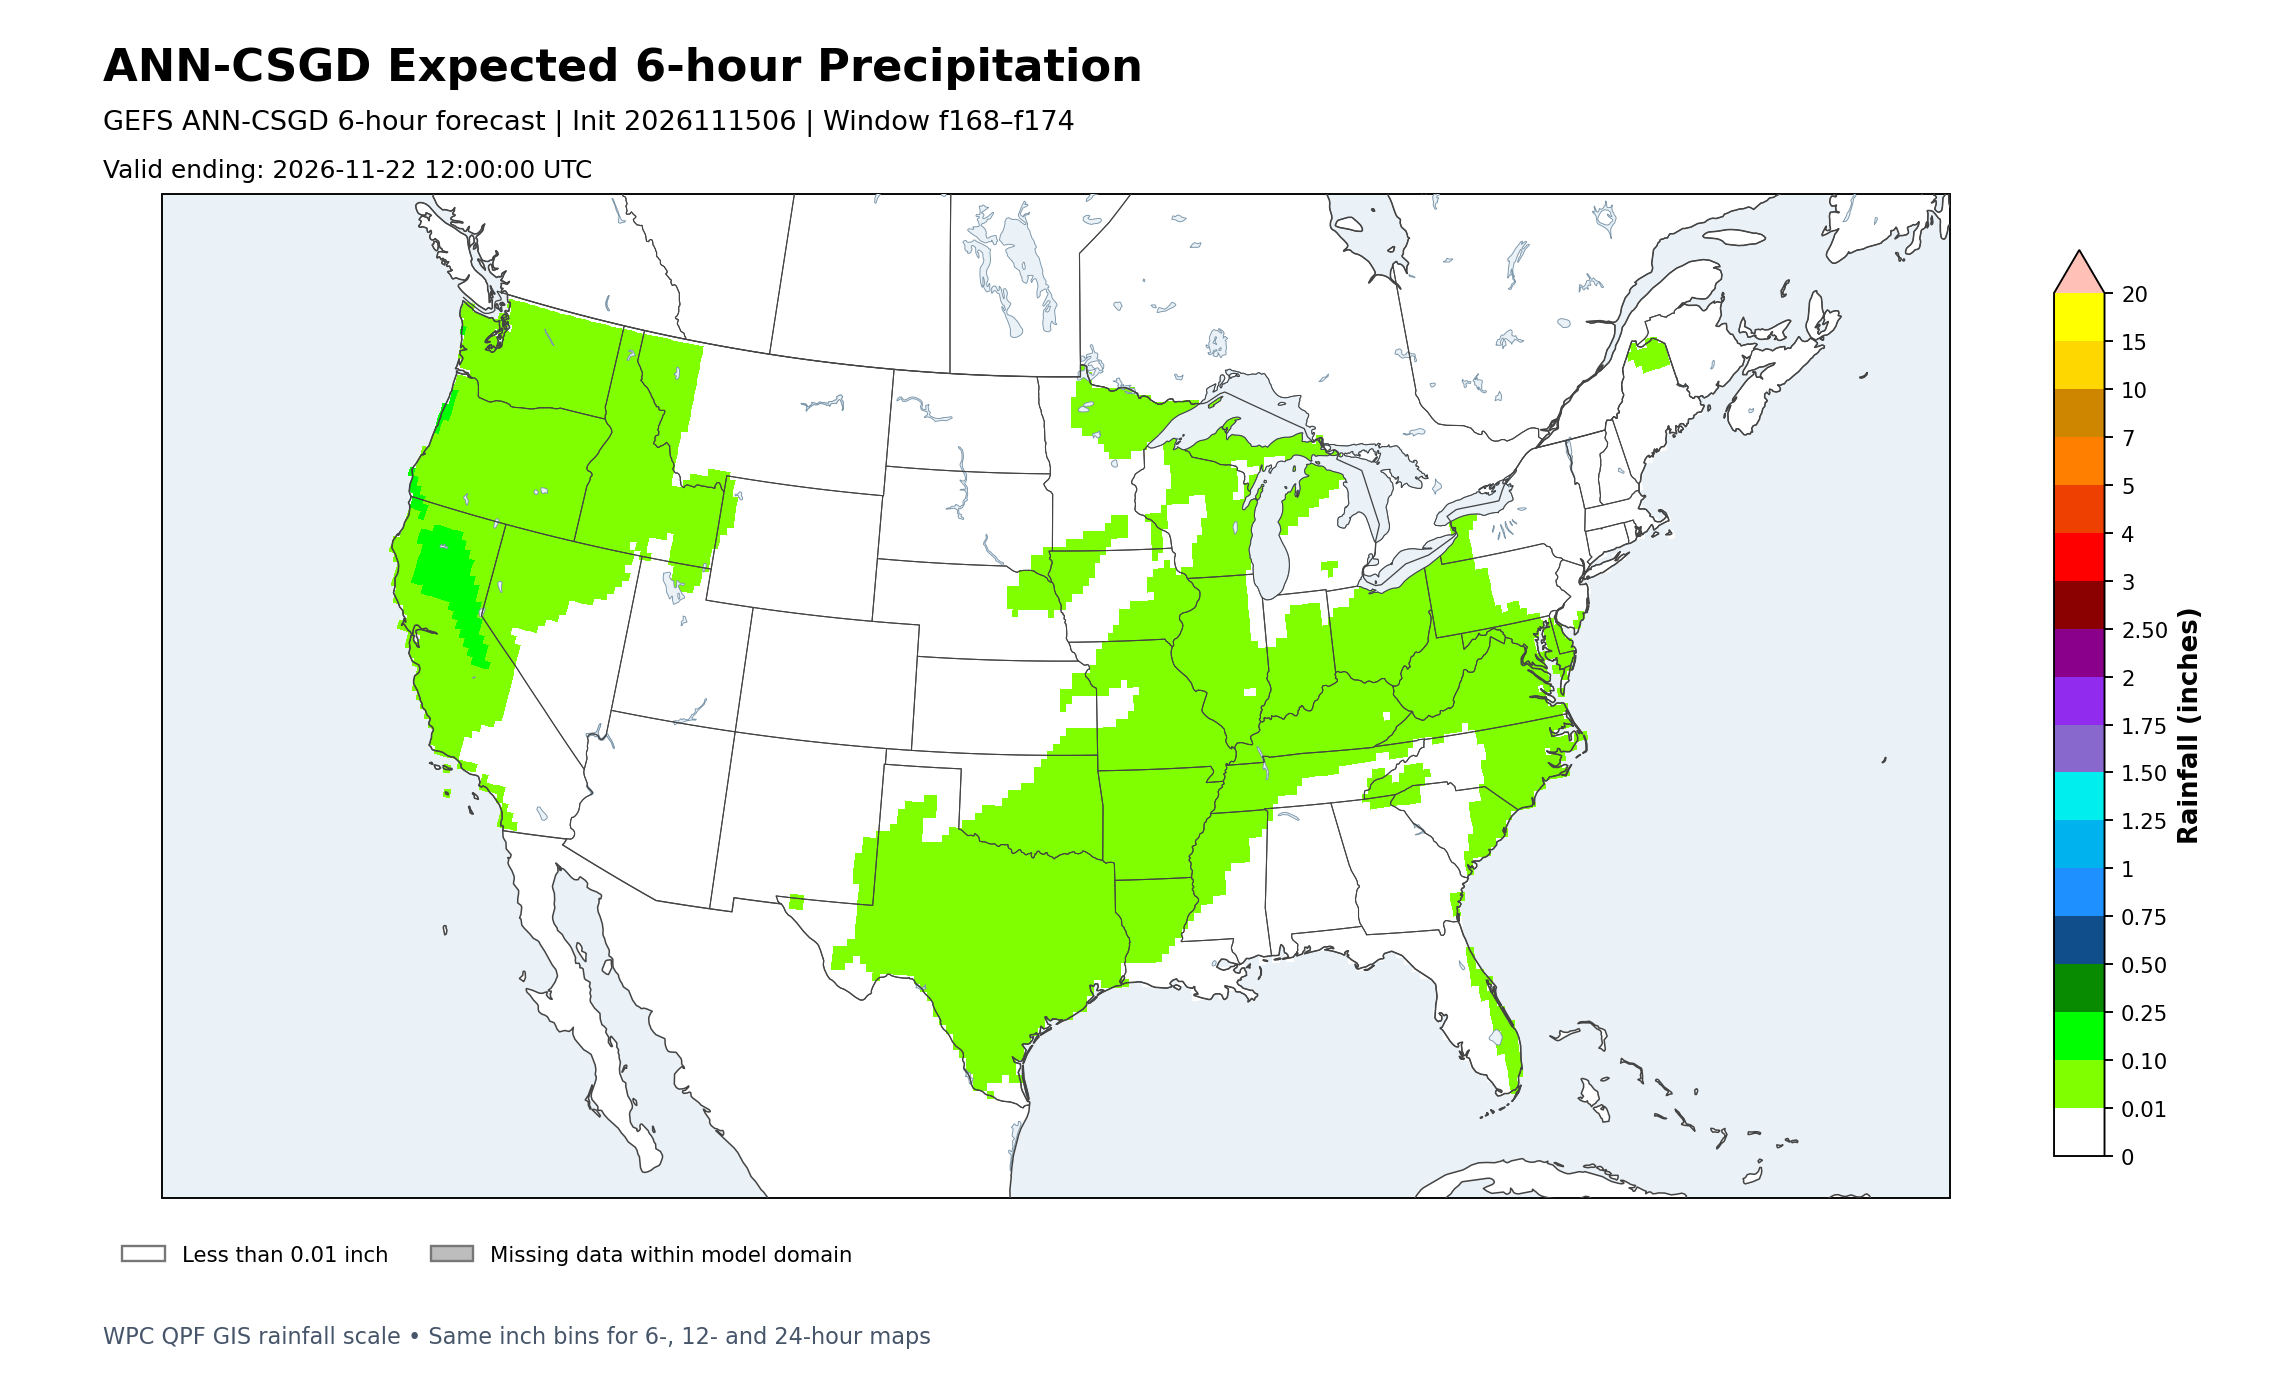 ANN-CSGD Expected 6-hour Precipitation
GEFS ANN-CSGD 6-hour forecast | Init 2026111506 | Window f168–f174
Valid ending: 2026-11-22 12:00:00 UTC
20
15
10
7
5
4
3
2.50
2
1.75
1.50
1.25
1
0.75
0.50
0.25
0.10
0.01
0
Rainfall (inches)
Less than 0.01 inch
Missing data within model domain
WPC QPF GIS rainfall scale • Same inch bins for 6-, 12- and 24-hour maps